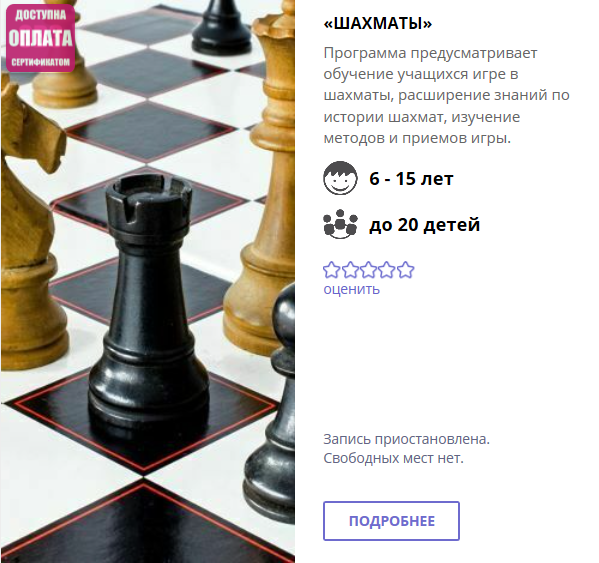 ДОСТУПНА
ОПЛАТА
СЕРТИФИКАТОМ
«ШАХМАТЫ»
Программа предусматривает
обучение учащихся игре в
шахматы, расширение знаний по
истории шахмат, изучение
методов и приемов игры.
6 - 15 лет
до 20 детей
оценить
Запись приостановлена.
Свободных мест нет.
ПОДРОБНЕЕ